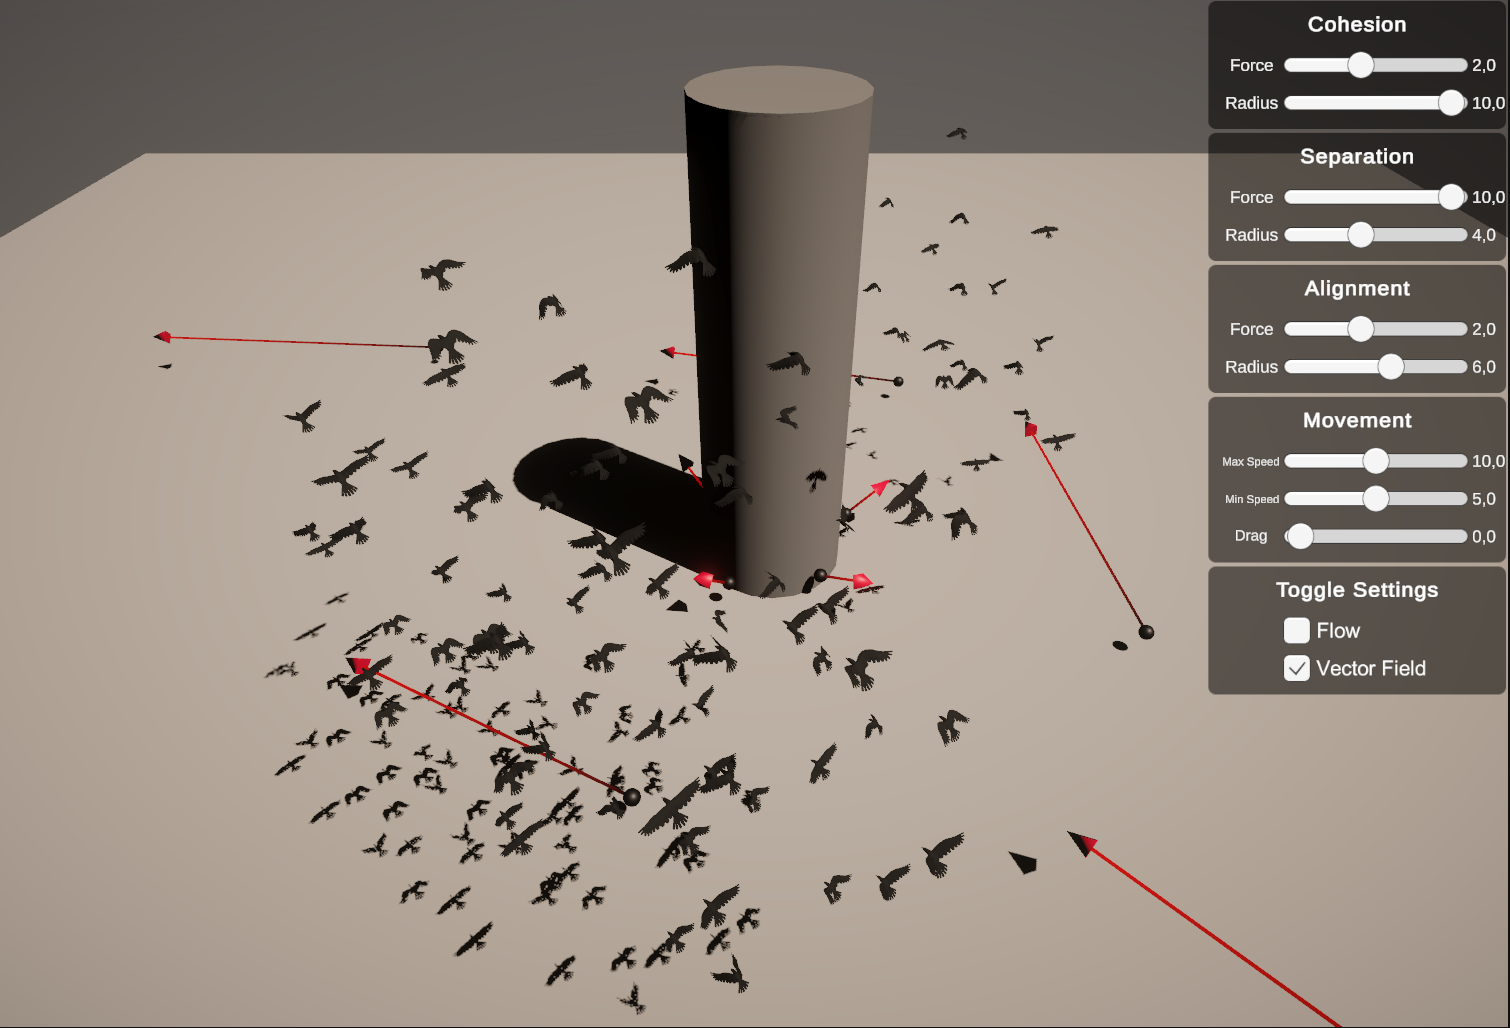 Cohesion
Force 2,0
Radius 10,0
Separation
Force 10,0
Radius 4,0
Alignment
Force 2,0
Radius 6,0
Movement
Max Speed 10,0
Min Speed 5,0
Drag 0,0
Toggle Settings
Flow
Vector Field